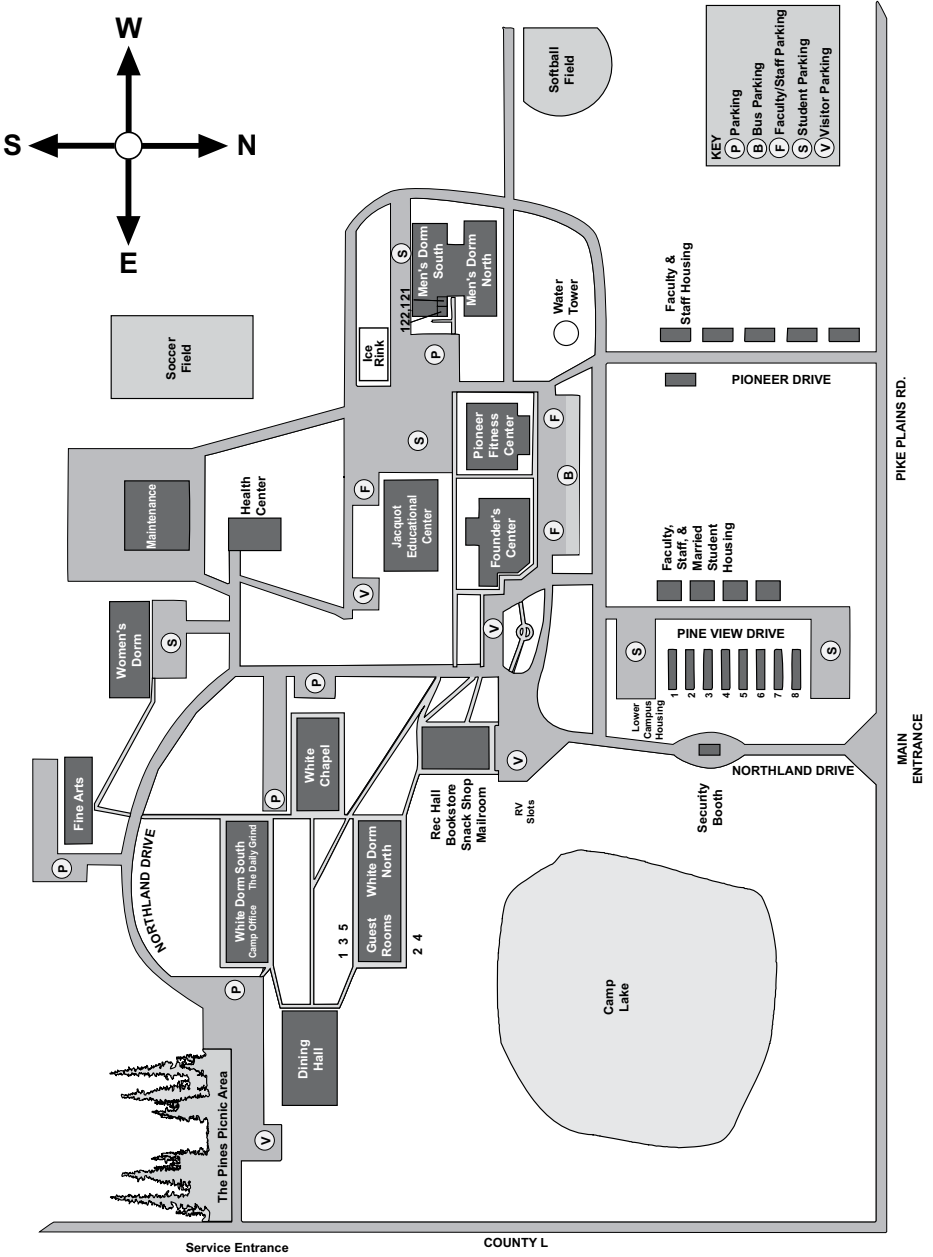 W
S
N
E
Softball
Field
KEY
P Parking
B Bus Parking
F Faculty/Staff Parking
S Student Parking
V Visitor Parking
Soccer
Field
S
Men's Dorm
South
Men's Dorm
North
122,121
Ice
Rink
P
Water
Tower
Faculty &
Staff Housing
PIONEER DRIVE
PIKE PLAINS RD.
Maintenance
Health
Center
F
S
Jacquot
Educational
Center
Pioneer
Fitness
Center
Founder's
Center
F
B
F
Faculty,
Staff, &
Married
Student
Housing
Women's
Dorm
S
V
V
S
PINE VIEW DRIVE
S
1
2
3
4
5
6
7
8
Lower
Campus
Housing
P
White
Chapel
P
Fine Arts
P
NORTHLAND DRIVE
White Dorm South
Camp Office The Daily Grind
White Dorm
North
Guest
Rooms
1 3 5
2 4
Rec Hall
Bookstore
Snack Shop
Mailroom
V
RV
Slots
Security
Booth
NORTHLAND DRIVE
MAIN
ENTRANCE
P
Dining
Hall
Camp
Lake
The Pines Picnic Area
V
Service Entrance
COUNTY L